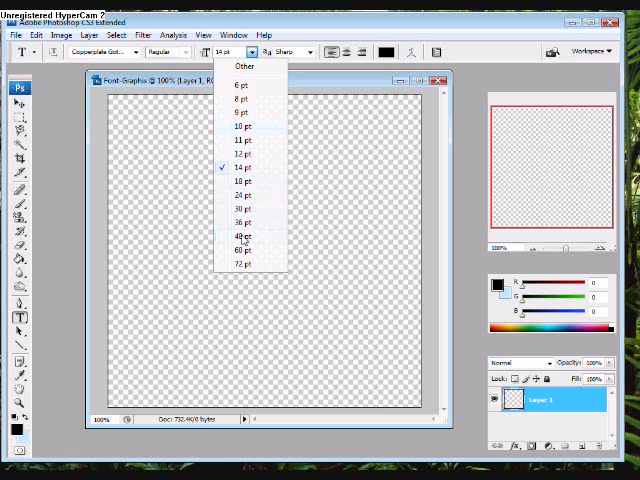 Unregistered HyperCam 2
Adobe Photoshop CS3 Extended
File Edit Image Layer Select Filter Analysis View Window Help
T Copperplate Got... Regular T 14 pt aa Sharp Workspace
Font-Graphix @ 100% (Layer 1, RG
Ps
Other
6 pt
8 pt
9 pt
10 pt
11 pt
12 pt
14 pt
18 pt
24 pt
30 pt
36 pt
48 pt
60 pt
72 pt
100%
R 0
G 0
B 0
Normal Opacity: 100%
Lock: Fill: 100%
Layer 1
100% Doc: 732.4K/0 bytes